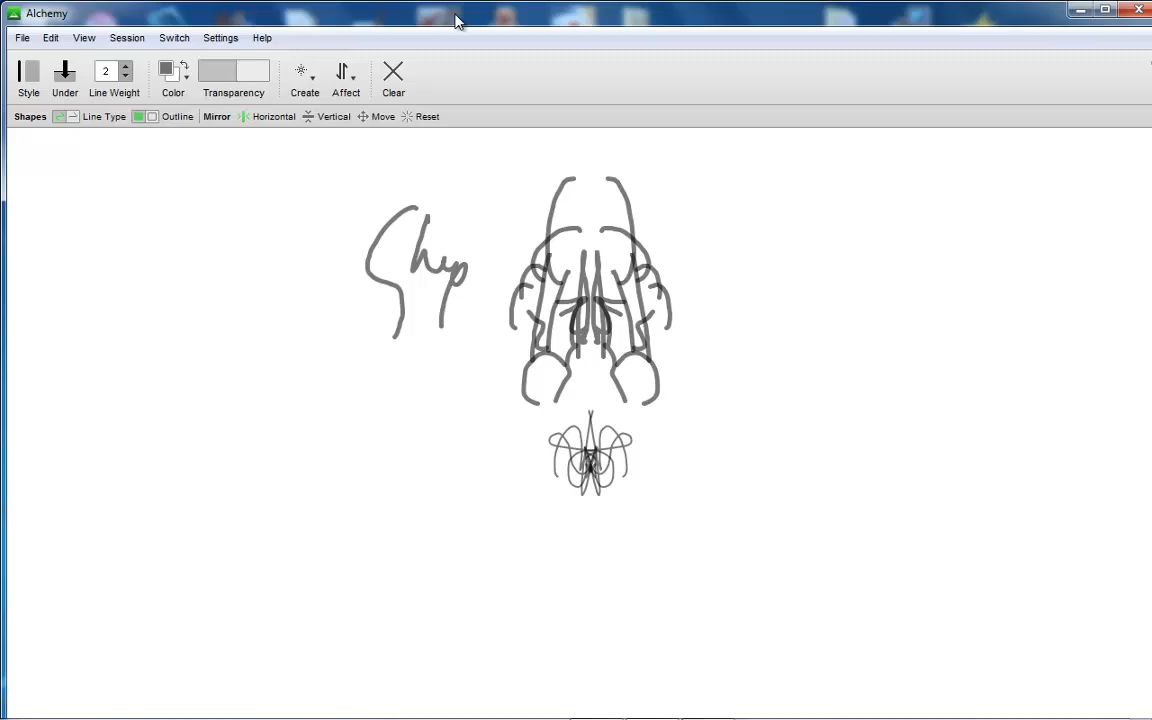 Alchemy
File Edit View Session Switch Settings Help
2
Style Under Line Weight Color Transparency Create Affect Clear
Shapes Line Type Outline Mirror Horizontal Vertical Move Reset